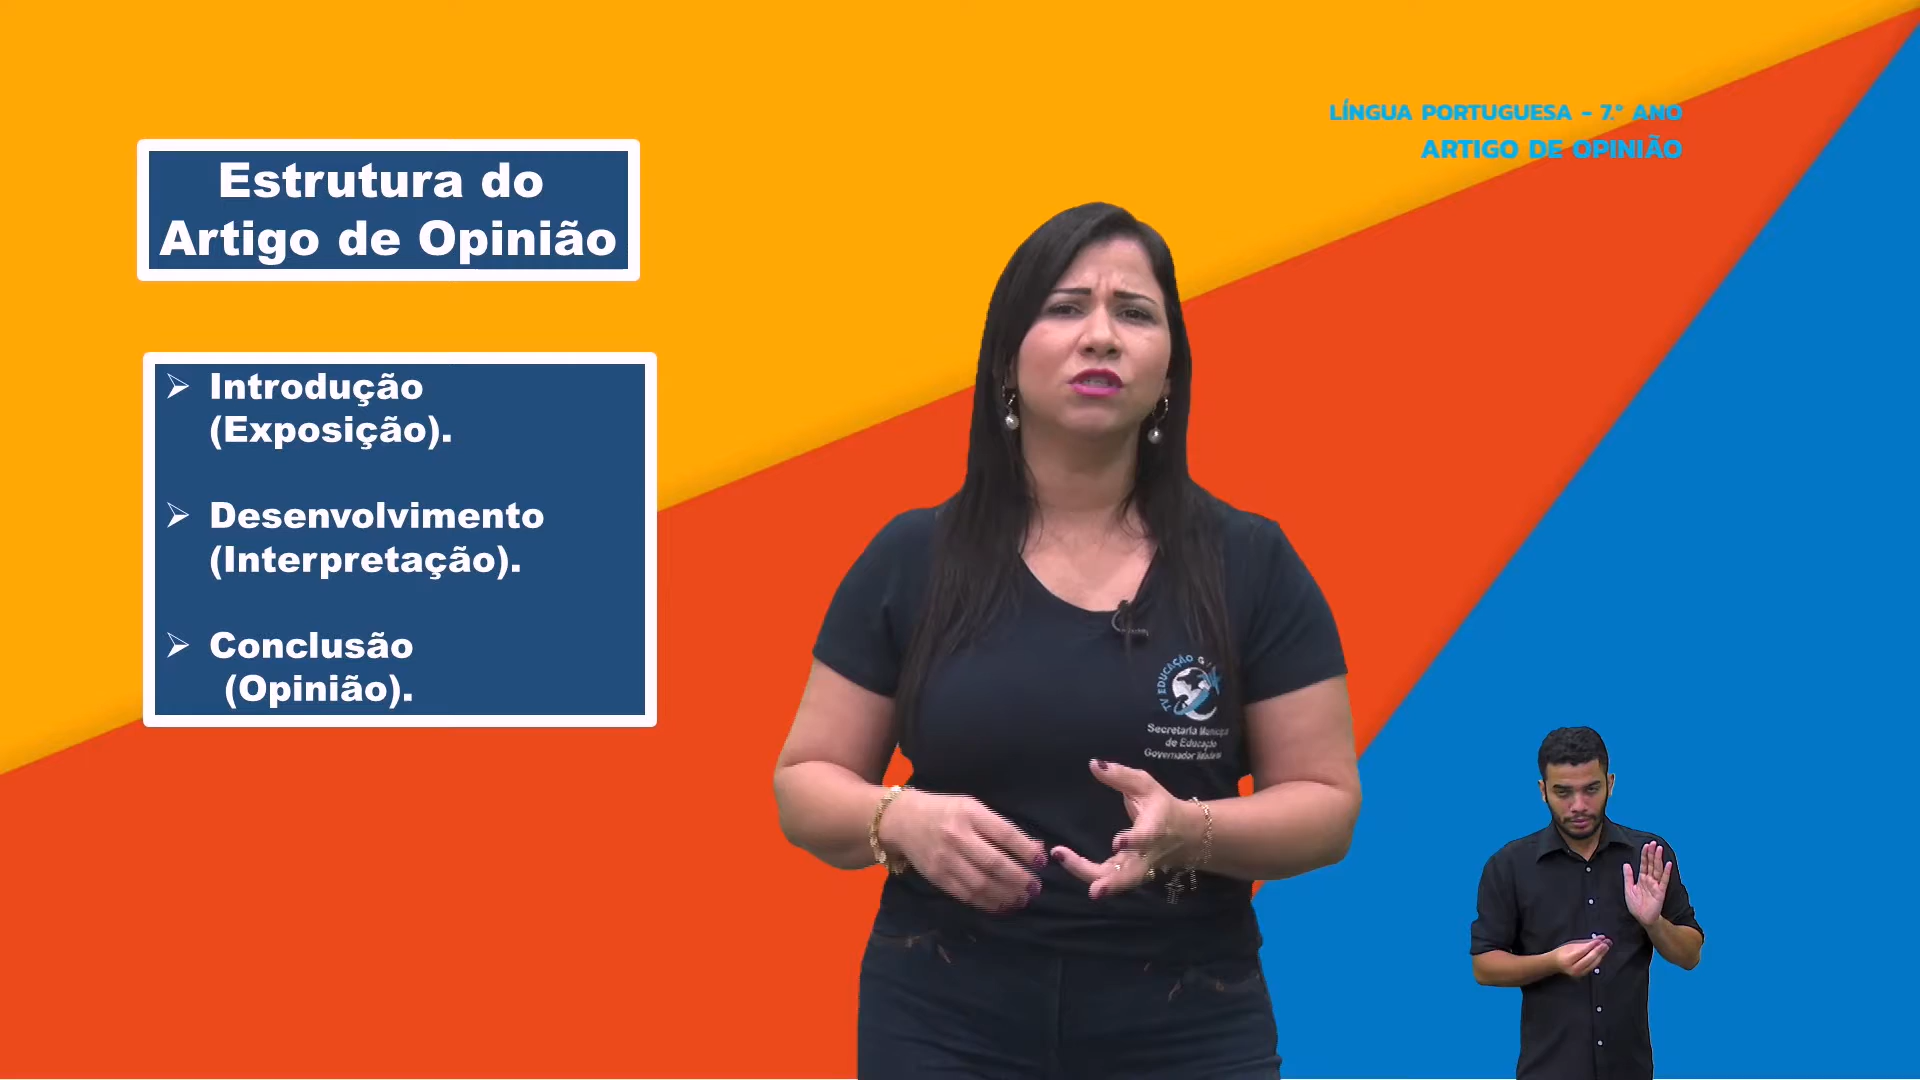 LÍNGUA PORTUGUESA - 7.º ANO
ARTIGO DE OPINIÃO
Estrutura do
Artigo de Opinião
➢ Introdução
(Exposição).
➢ Desenvolvimento
(Interpretação).
➢ Conclusão
(Opinião).
TV EDUCAÇÃO
Secretaria Municipal
de Educação
Governador